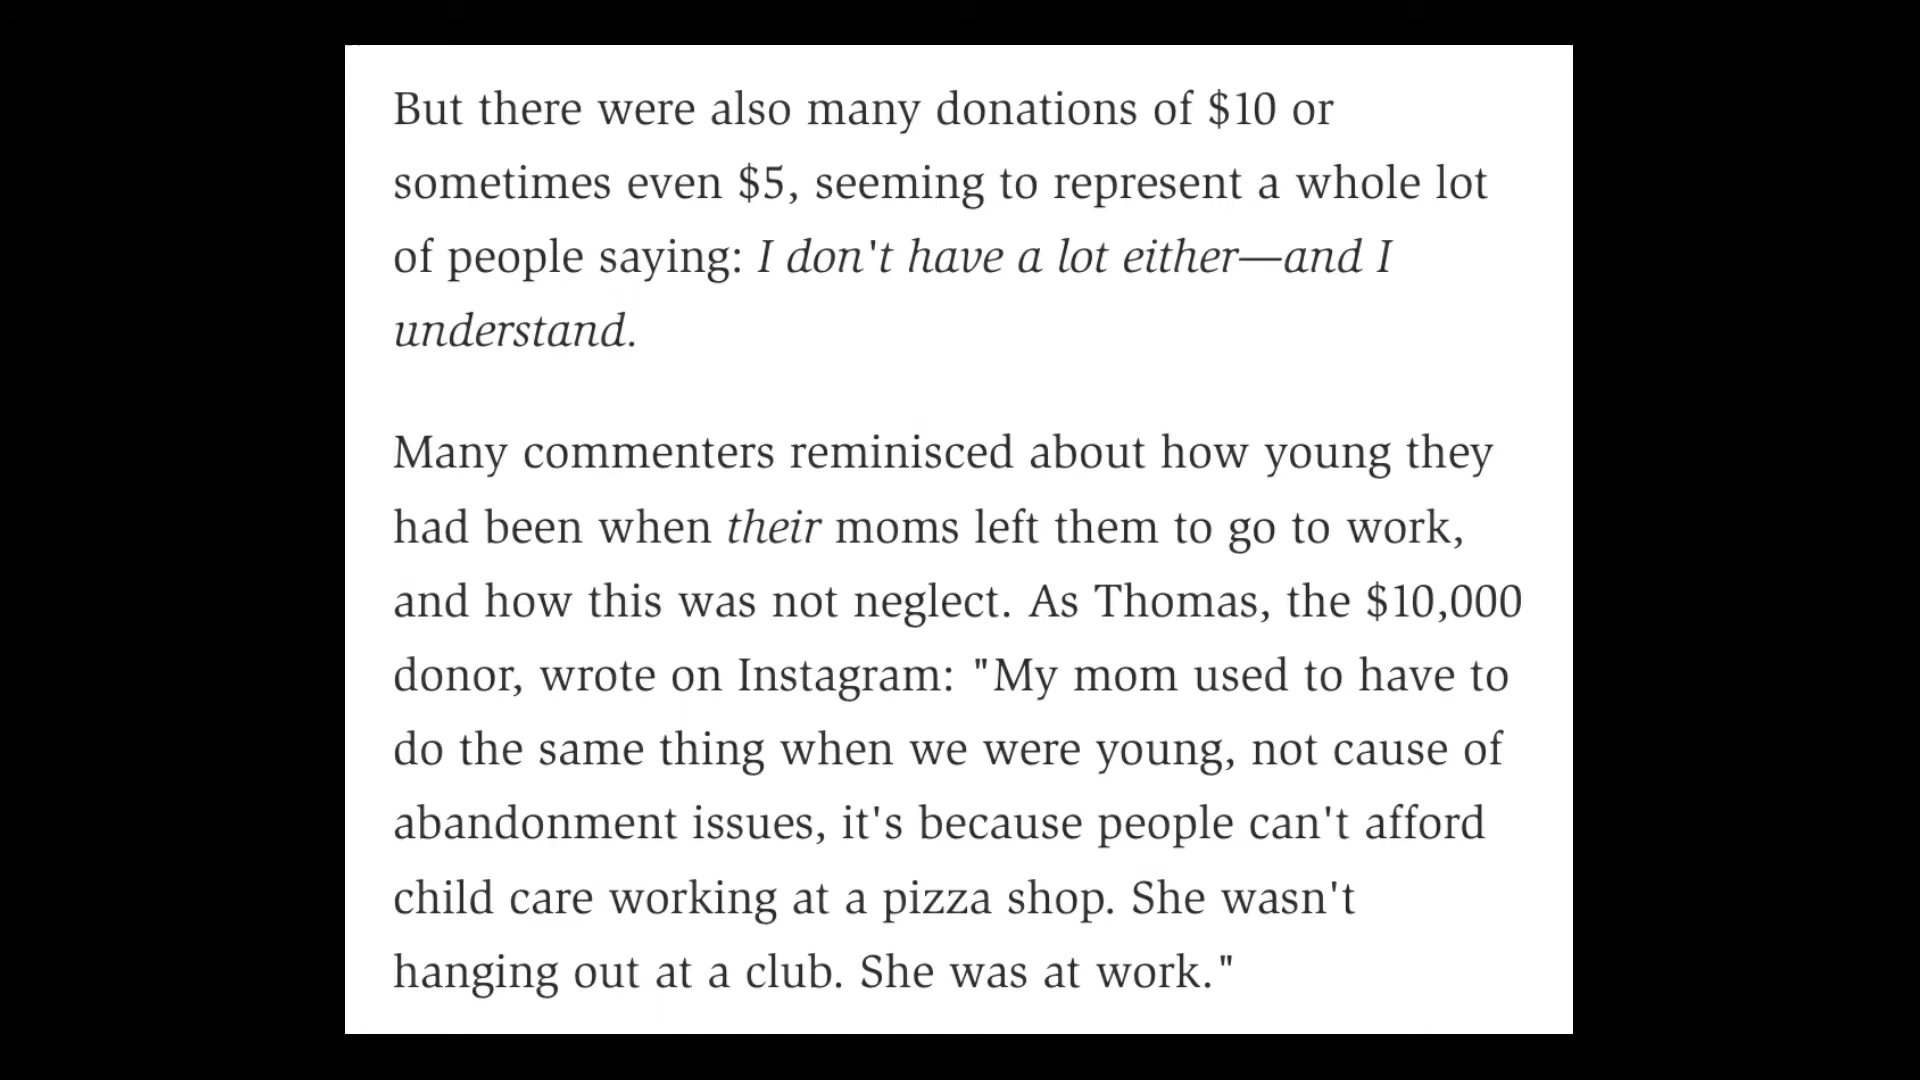 But there were also many donations of $10 or
sometimes even $5, seeming to represent a whole lot
of people saying: I don't have a lot either—and I
understand.
Many commenters reminisced about how young they
had been when their moms left them to go to work,
and how this was not neglect. As Thomas, the $10,000
donor, wrote on Instagram: "My mom used to have to
do the same thing when we were young, not cause of
abandonment issues, it's because people can't afford
child care working at a pizza shop. She wasn't
hanging out at a club. She was at work."